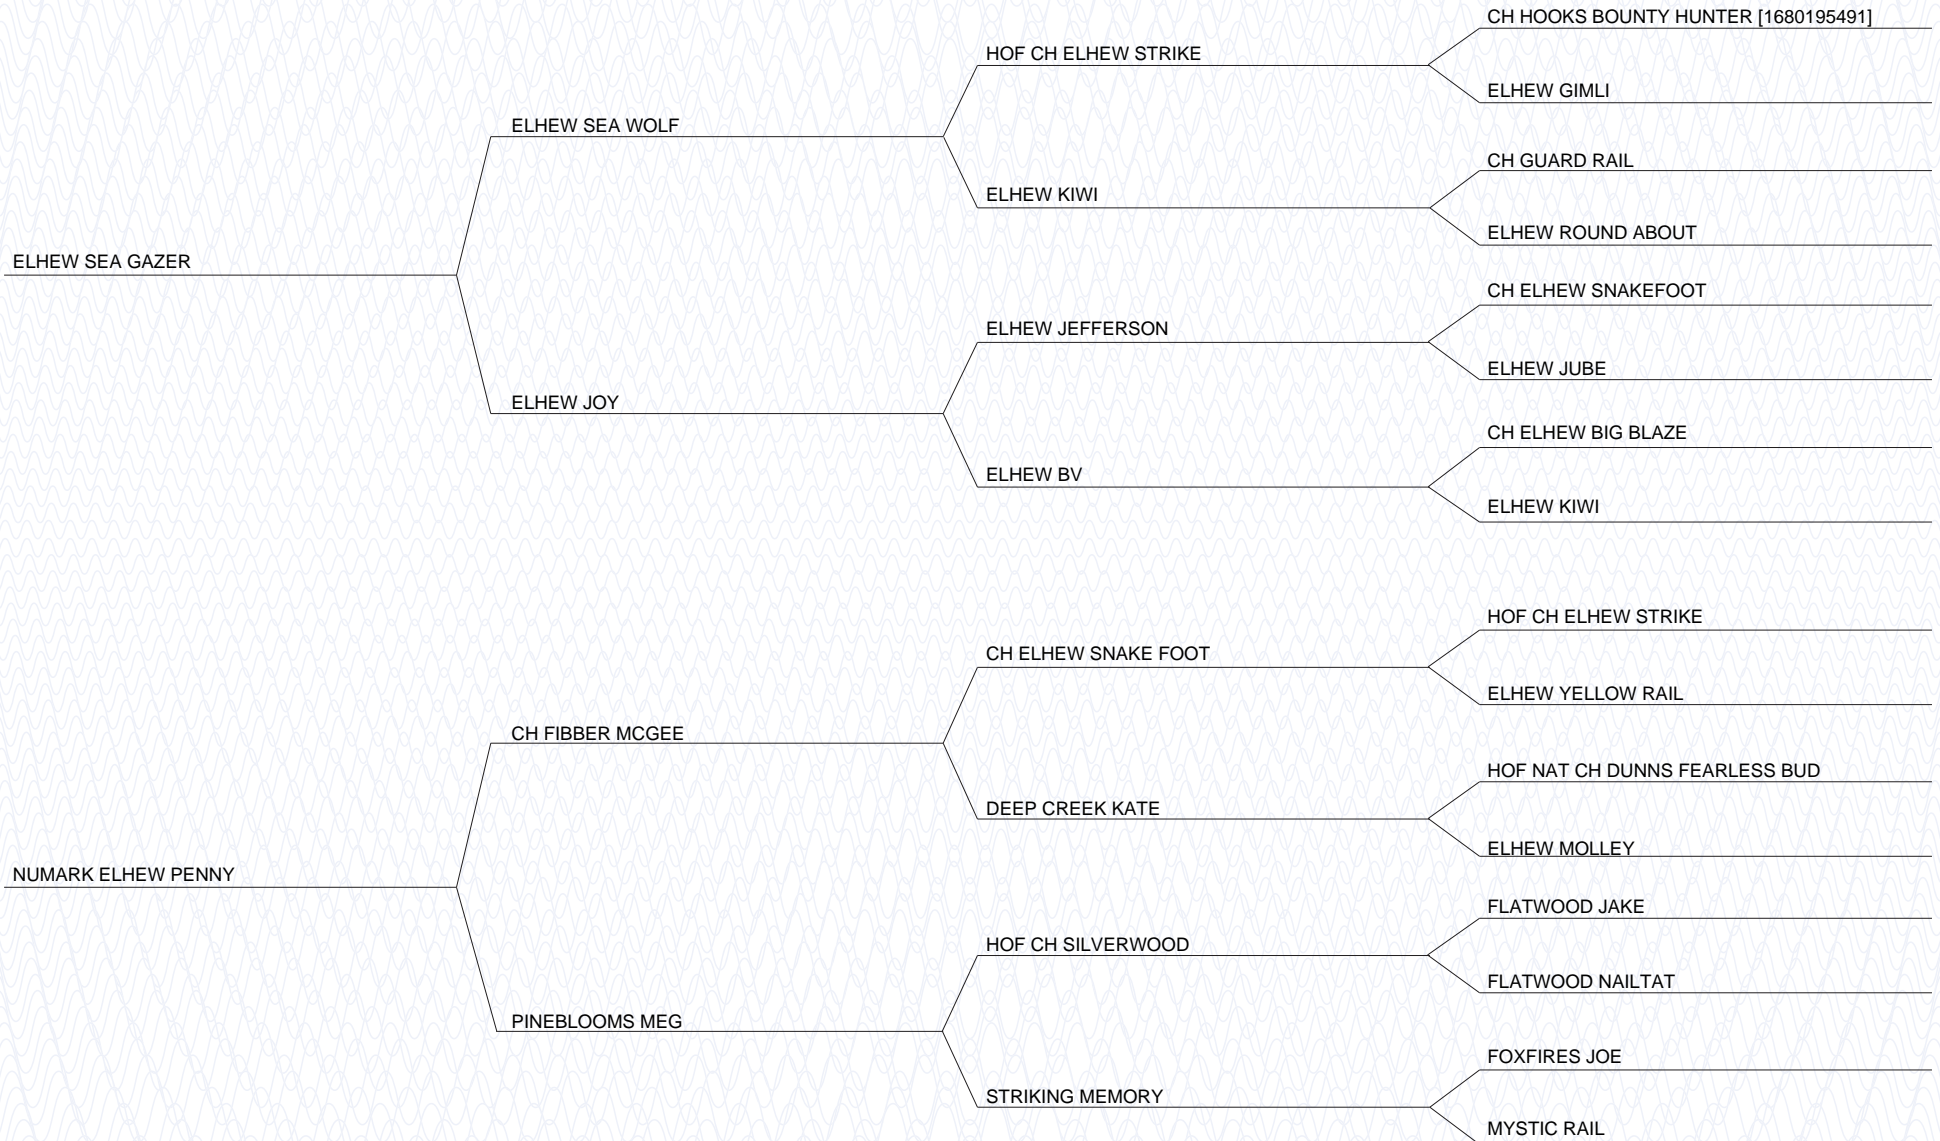 CH HOOKS BOUNTY HUNTER [1680195491]
HOF CH ELHEW STRIKE
ELHEW GIMLI
ELHEW SEA WOLF
CH GUARD RAIL
ELHEW KIWI
ELHEW ROUND ABOUT
ELHEW SEA GAZER
CH ELHEW SNAKEFOOT
ELHEW JEFFERSON
ELHEW JUBE
ELHEW JOY
CH ELHEW BIG BLAZE
ELHEW BV
ELHEW KIWI
HOF CH ELHEW STRIKE
CH ELHEW SNAKE FOOT
ELHEW YELLOW RAIL
CH FIBBER MCGEE
HOF NAT CH DUNNS FEARLESS BUD
DEEP CREEK KATE
ELHEW MOLLEY
NUMARK ELHEW PENNY
FLATWOOD JAKE
HOF CH SILVERWOOD
FLATWOOD NAILTAT
PINEBLOOMS MEG
FOXFIRES JOE
STRIKING MEMORY
MYSTIC RAIL